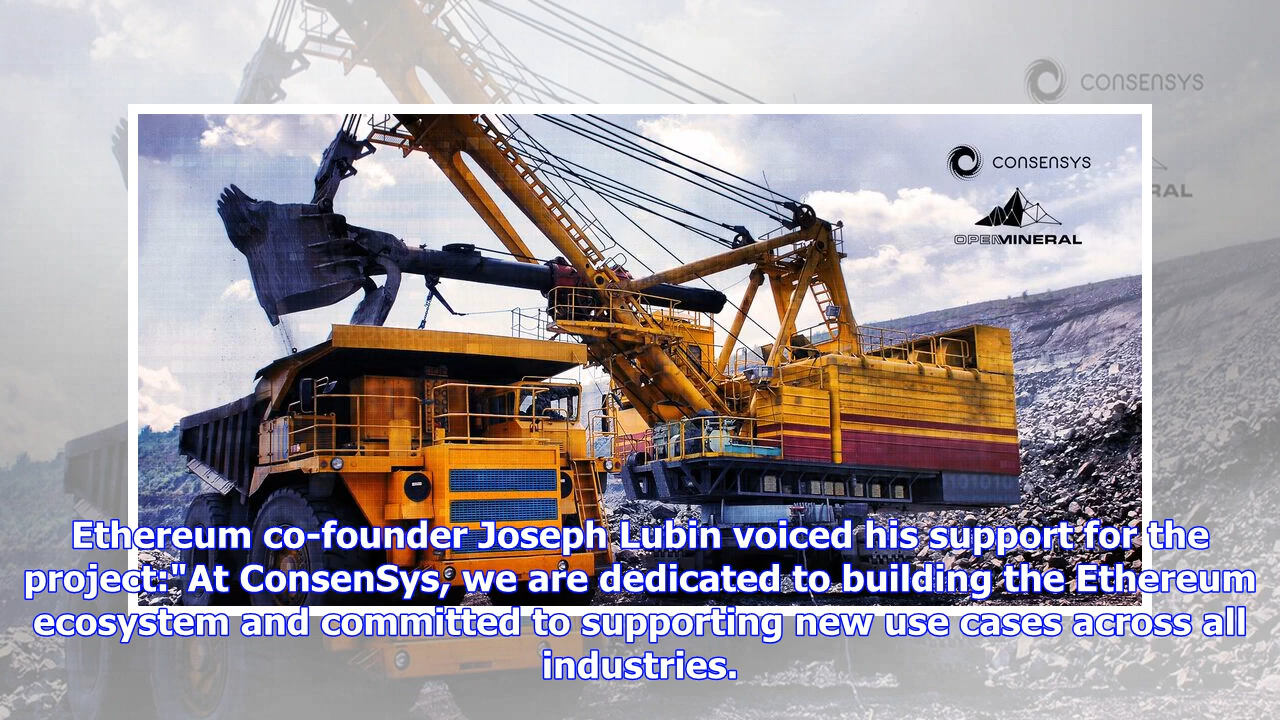 CONSENSYS
CONSENSYS
OPENMINERAL
RAL
101010
Ethereum co-founder Joseph Lubin voiced his support for the
project:"At ConsenSys, we are dedicated to building the Ethereum
ecosystem and committed to supporting new use cases across all
industries.